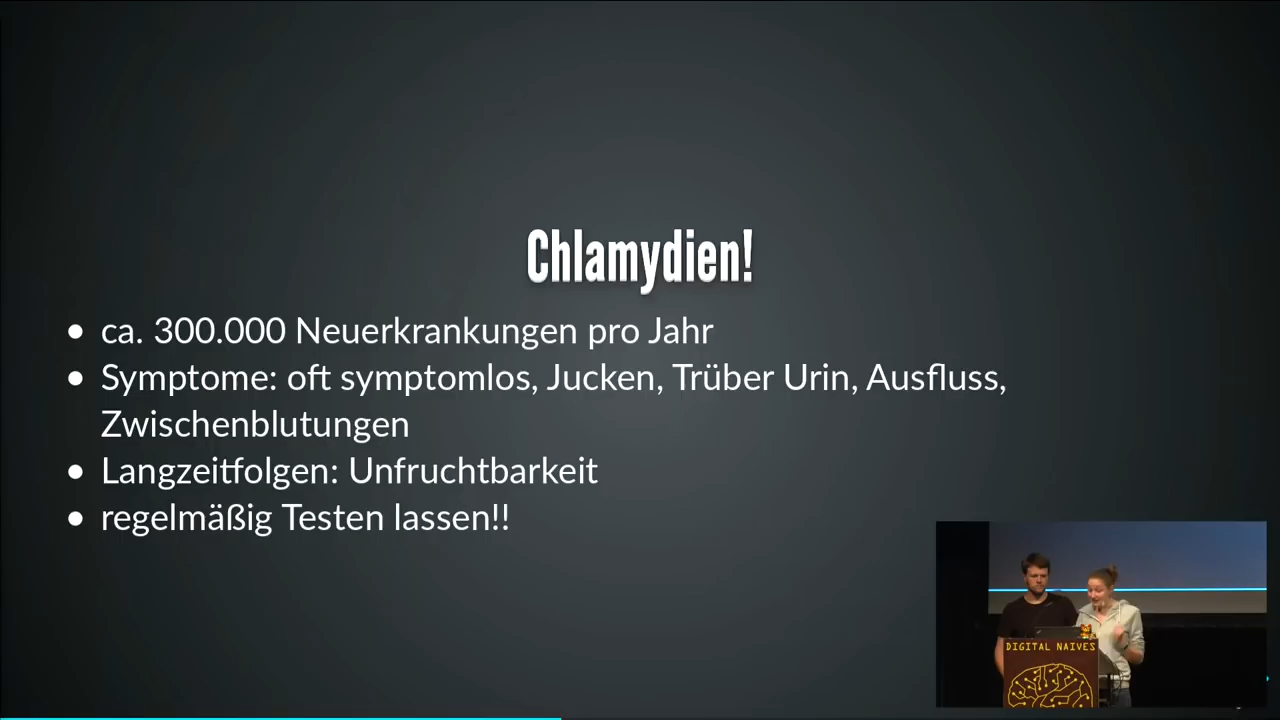 Chlamydien!
ca. 300.000 Neuerkrankungen pro Jahr
Symptome: oft symptomlos, Jucken, Trüber Urin, Ausfluss,
Zwischenblutungen
Langzeitfolgen: Unfruchtbarkeit
regelmäßig Testen lassen!!
DIGITAL NAIVES